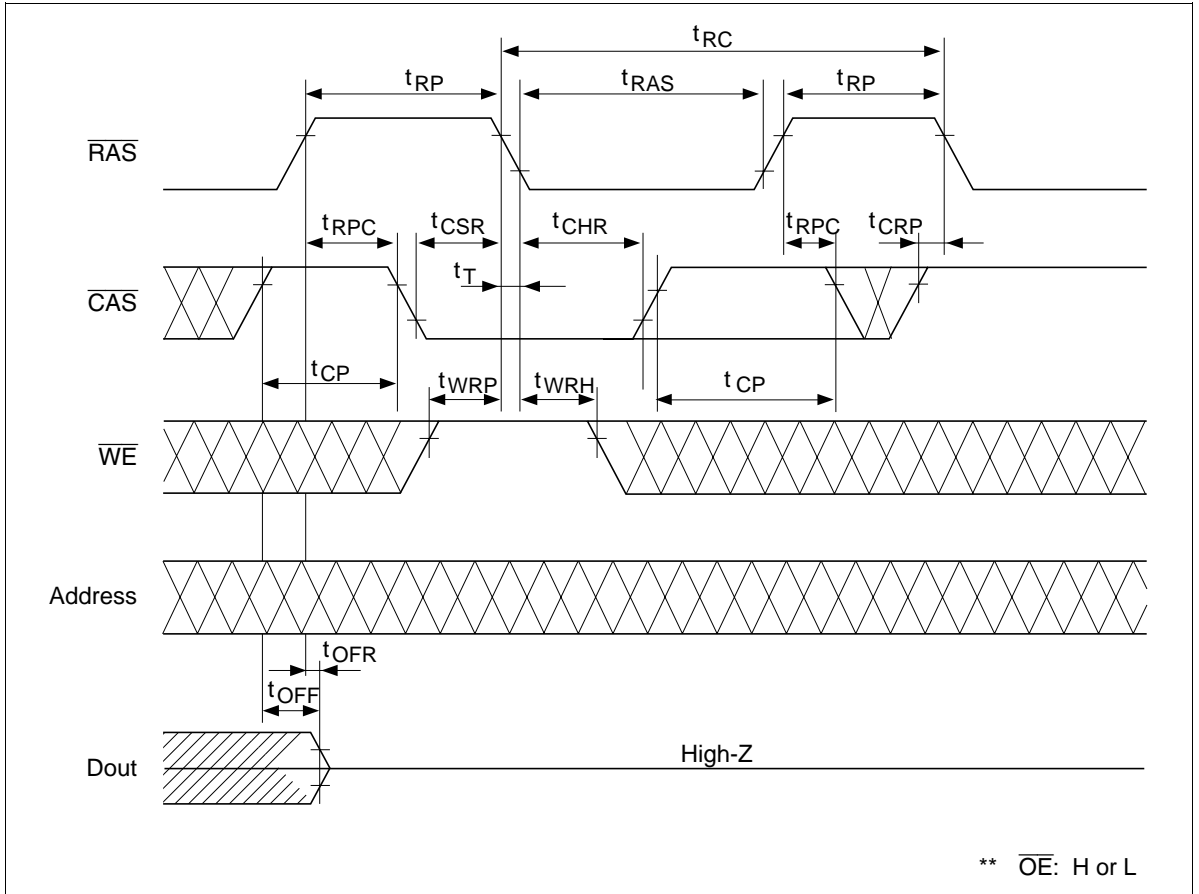 tRC
tRP tRAS tRP
RAS
tRPC tCSR tCHR tRPC tCRP
tT
CAS
tCP tWRP tWRH tCP
WE
Address
tOFR
tOFF
Dout High-Z
** OE: H or L